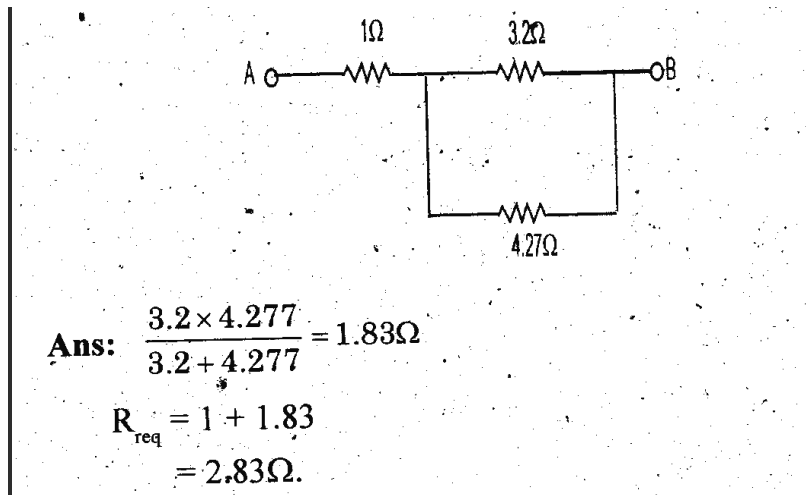 1Ω 3.2Ω
A B
4.27Ω
Ans: 3.2 × 4.277 / 3.2 + 4.277 = 1.83Ω
R req = 1 + 1.83
= 2.83Ω.